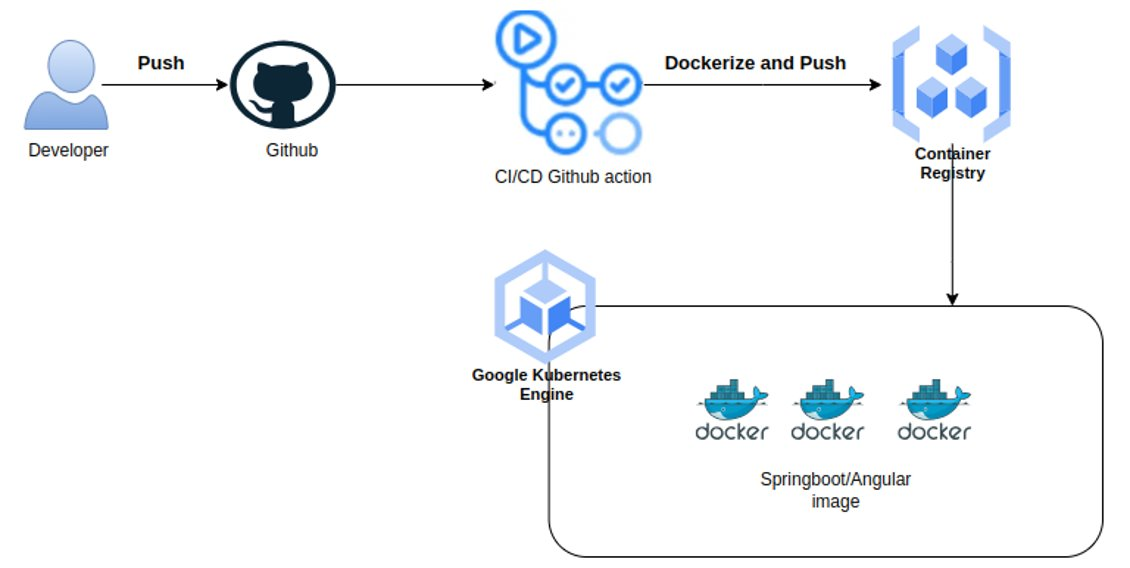 Push
Dockerize and Push
Developer
Github
CI/CD Github action
Container
Registry
Google Kubernetes
Engine
docker
docker
docker
Springboot/Angular
image